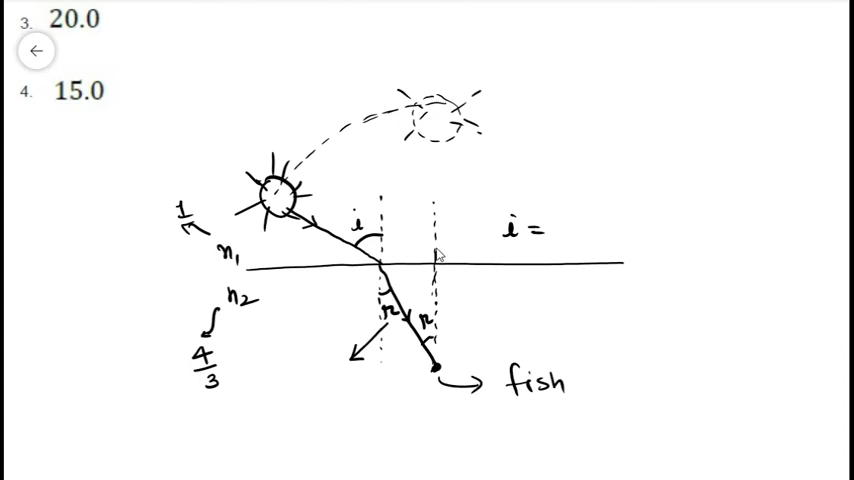 3. 20.0
4. 15.0
i
i =
1
n1
n2
r
r
4
3
fish